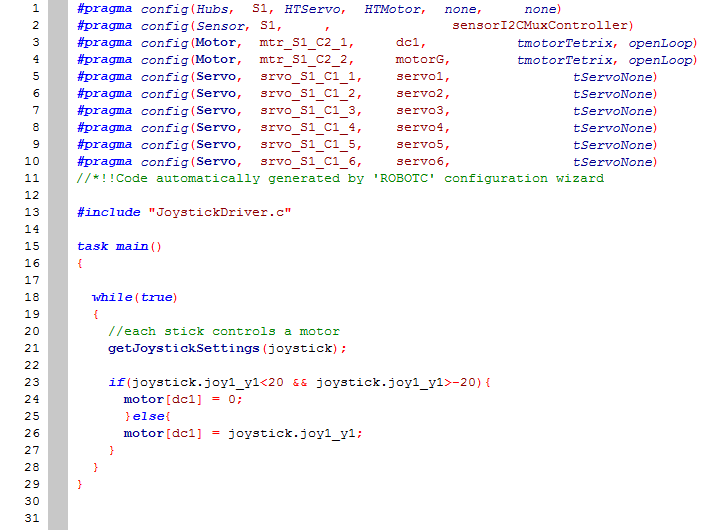 1 #pragma config(Hubs,  S1, HTServo,  HTMotor,  none,     none)
2 #pragma config(Sensor, S1,    ,               sensorI2CMuxController)
3 #pragma config(Motor,  mtr_S1_C2_1,     dc1,           tmotorTetrix, openLoop)
4 #pragma config(Motor,  mtr_S1_C2_2,     motorG,        tmotorTetrix, openLoop)
5 #pragma config(Servo,  srvo_S1_C1_1,    servo1,               tServoNone)
6 #pragma config(Servo,  srvo_S1_C1_2,    servo2,               tServoNone)
7 #pragma config(Servo,  srvo_S1_C1_3,    servo3,               tServoNone)
8 #pragma config(Servo,  srvo_S1_C1_4,    servo4,               tServoNone)
9 #pragma config(Servo,  srvo_S1_C1_5,    servo5,               tServoNone)
10 #pragma config(Servo,  srvo_S1_C1_6,    servo6,               tServoNone)
11 //*!!Code automatically generated by 'ROBOTC' configuration wizard
12
13 #include "JoystickDriver.c"
14
15 task main()
16 {
17
18   while(true)
19   {
20     //each stick controls a motor
21     getJoystickSettings(joystick);
22
23     if(joystick.joy1_y1<20 && joystick.joy1_y1>-20){
24       motor[dc1] = 0;
25       }else{
26       motor[dc1] = joystick.joy1_y1;
27     }
28   }
29 }
30
31